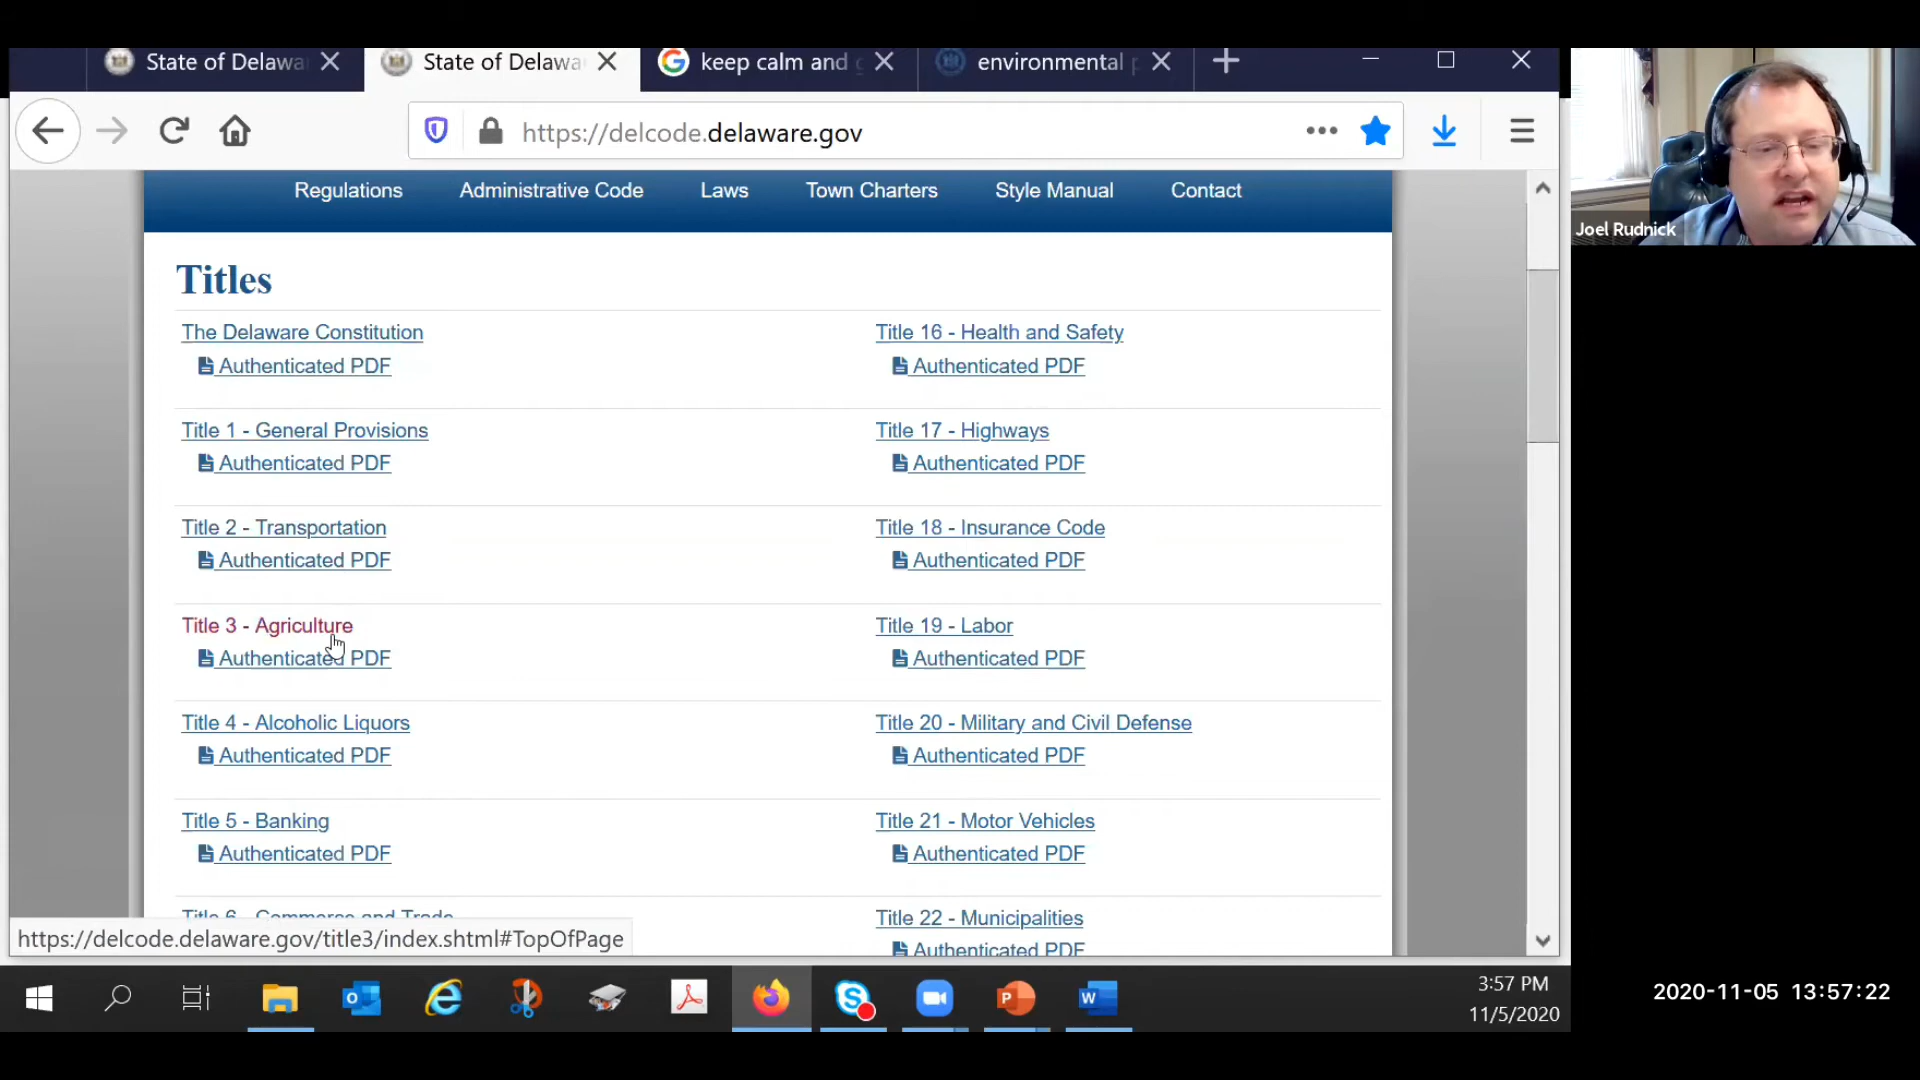 State of Delawa
State of Delawa
keep calm and
environmental
https://delcode.delaware.gov
Regulations
Administrative Code
Laws
Town Charters
Style Manual
Contact
Joel Rudnick
Titles
The Delaware Constitution
Authenticated PDF
Title 16 - Health and Safety
Authenticated PDF
Title 1 - General Provisions
Authenticated PDF
Title 17 - Highways
Authenticated PDF
Title 2 - Transportation
Authenticated PDF
Title 18 - Insurance Code
Authenticated PDF
Title 3 - Agriculture
Authenticated PDF
Title 19 - Labor
Authenticated PDF
Title 4 - Alcoholic Liquors
Authenticated PDF
Title 20 - Military and Civil Defense
Authenticated PDF
Title 5 - Banking
Authenticated PDF
Title 21 - Motor Vehicles
Authenticated PDF
Title 6 - Commerce and Trade
Title 22 - Municipalities
Authenticated PDF
https://delcode.delaware.gov/title3/index.shtml#TopOfPage
3:57 PM
11/5/2020
2020-11-05 13:57:22